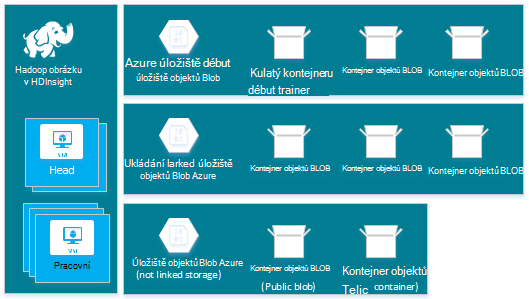 Hadoop obrázku
v HDInsight
VM
Head
VM
Pracovní
Azure úložiště début
úložiště objektů Blob
Kulatý kontejneru
début trainer
Kontejner objektů BLOB
Kontejner objektů BLOB
Ukládání larked úložiště
objektů Blob Azure
Kontejner objektů BLOB
Kontejner objektů BLOB
Kontejner objektů BLOB
Úložiště objektů Blob Azure
(not linked storage)
Kontejner objektů BLOB
(Public blob)
Kontejner objektů
Telic container)